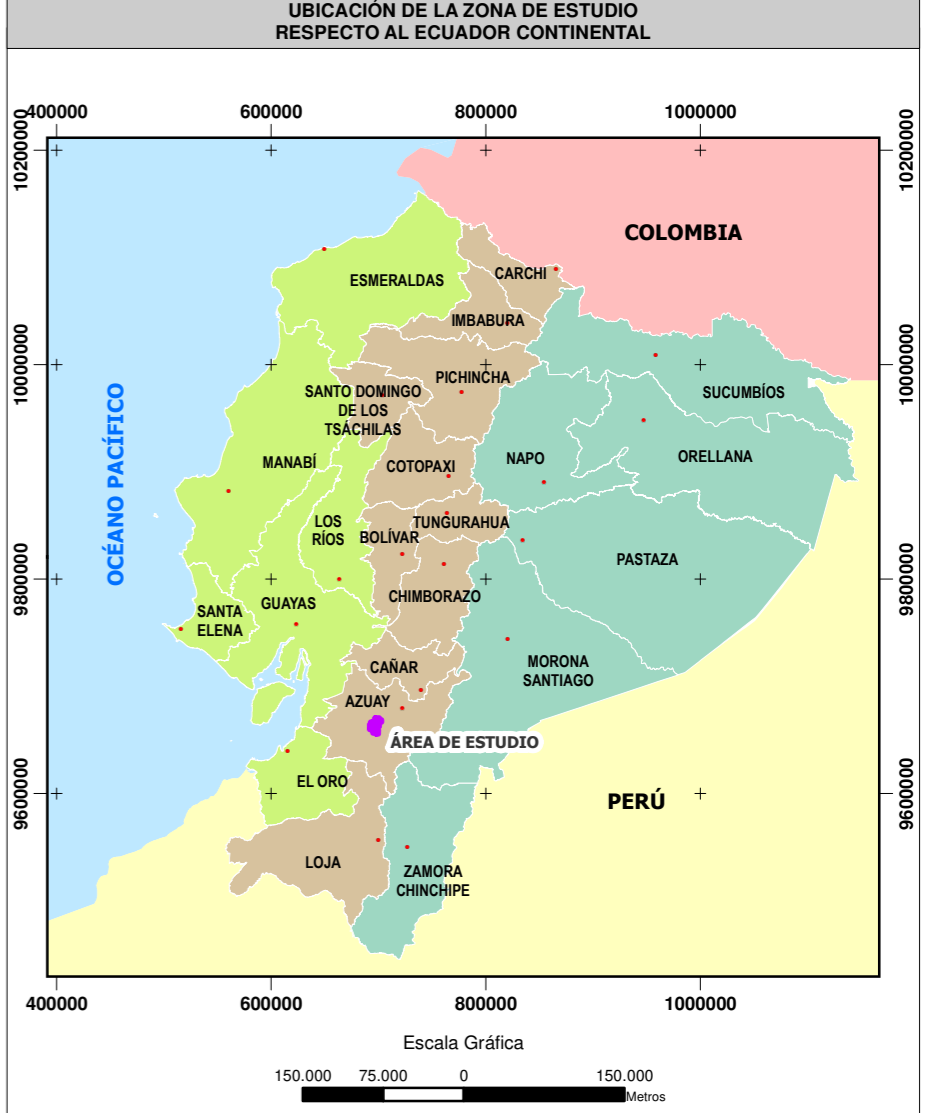 UBICACIÓN DE LA ZONA DE ESTUDIO
RESPECTO AL ECUADOR CONTINENTAL
400000 600000 800000 1000000
10200000 10200000
COLOMBIA
CARCHI
ESMERALDAS
IMBABURA
10000000 10000000
PICHINCHA
SANTO DOMINGO
DE LOS
TSÁCHILAS
SUCUMBÍOS
OCÉANO PACÍFICO
MANABÍ
COTOPAXI
NAPO
ORELLANA
LOS
RÍOS
TUNGURAHUA
BOLÍVAR
PASTAZA
9800000 9800000
CHIMBORAZO
GUAYAS
SANTA
ELENA
CAÑAR
MORONA
SANTIAGO
AZUAY
ÁREA DE ESTUDIO
EL ORO
9600000 9600000
PERÚ
LOJA
ZAMORA
CHINCHIPE
400000 600000 800000 1000000
Escala Gráfica
150.000 75.000 0 150.000
Metros